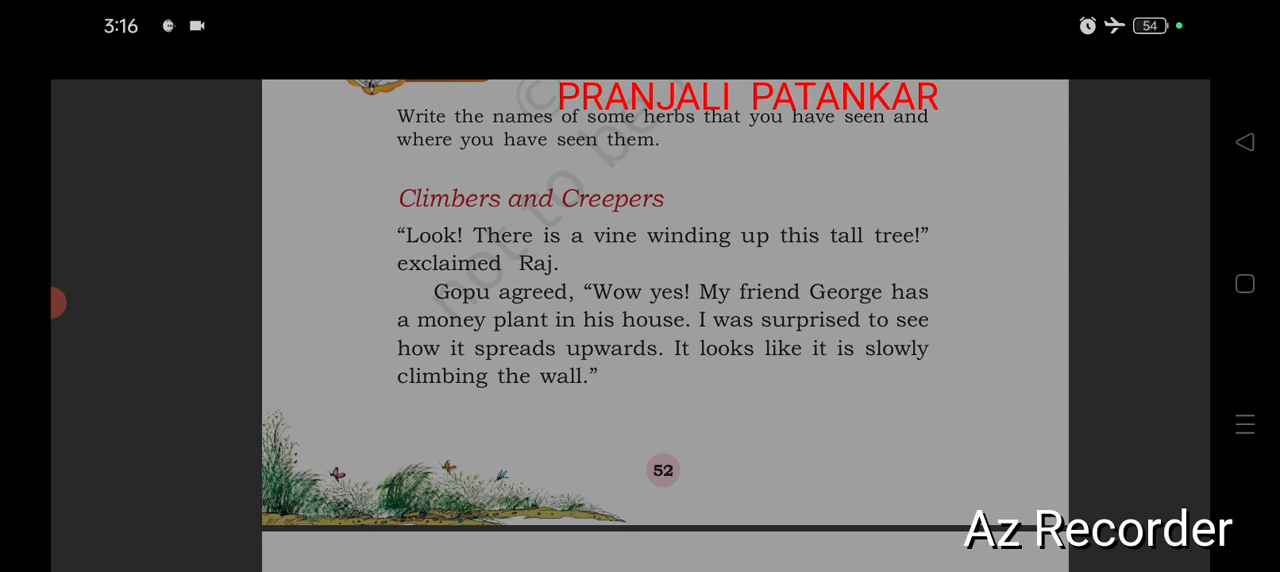 3:16
54
PRANJALI PATANKAR
Write the names of some herbs that you have seen and
where you have seen them.
Climbers and Creepers
“Look! There is a vine winding up this tall tree!”
exclaimed Raj.
Gopu agreed, “Wow yes! My friend George has
a money plant in his house. I was surprised to see
how it spreads upwards. It looks like it is slowly
climbing the wall.”
52
Az Recorder
not to be
©